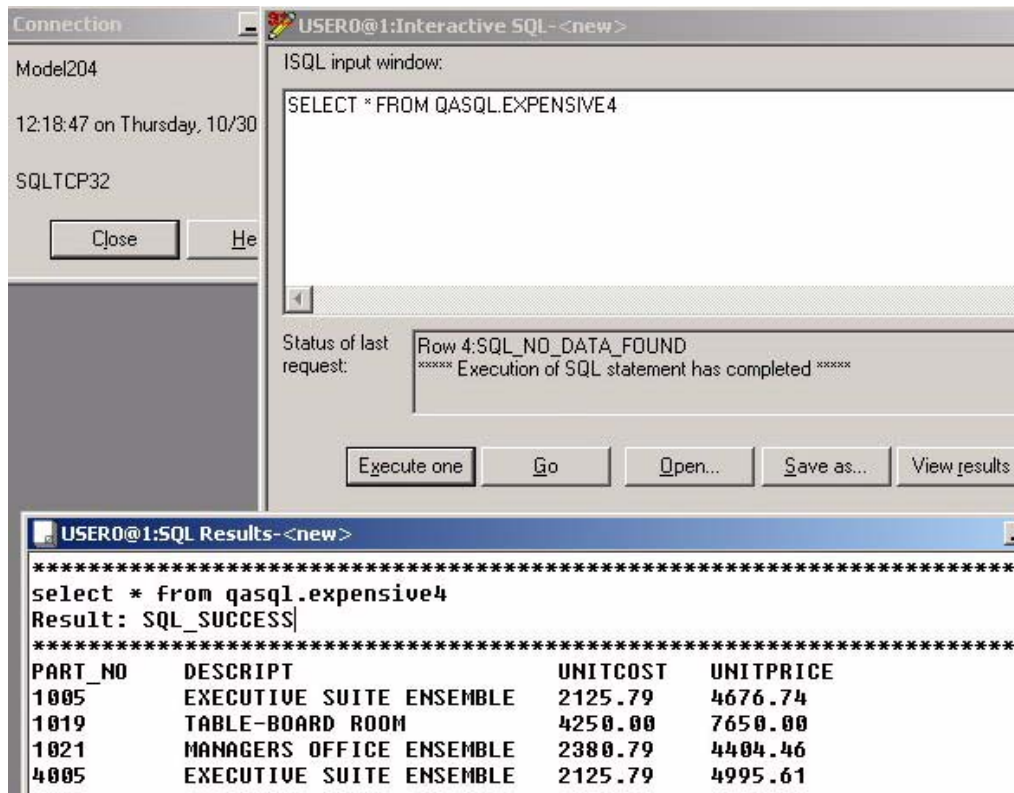 Connection
Model204
12:18:47 on Thursday, 10/30
SQLTCP32
Close
He
USER0@1:Interactive SQL-<new>
ISQL input window:
SELECT * FROM QASQL.EXPENSIVE4
Status of last request:
Row 4:SQL_NO_DATA_FOUND
***** Execution of SQL statement has completed *****
Execute one
Go
Open...
Save as...
View results
USER0@1:SQL Results-<new>
***********************************************************************
select * from qasql.expensive4
Result: SQL_SUCCESS
***********************************************************************
PART_NO DESCRIPT UNITCOST UNITPRICE
1005 EXECUTIVE SUITE ENSEMBLE 2125.79 4676.74
1019 TABLE-BOARD ROOM 4250.00 7650.00
1021 MANAGERS OFFICE ENSEMBLE 2380.79 4404.46
4005 EXECUTIVE SUITE ENSEMBLE 2125.79 4995.61